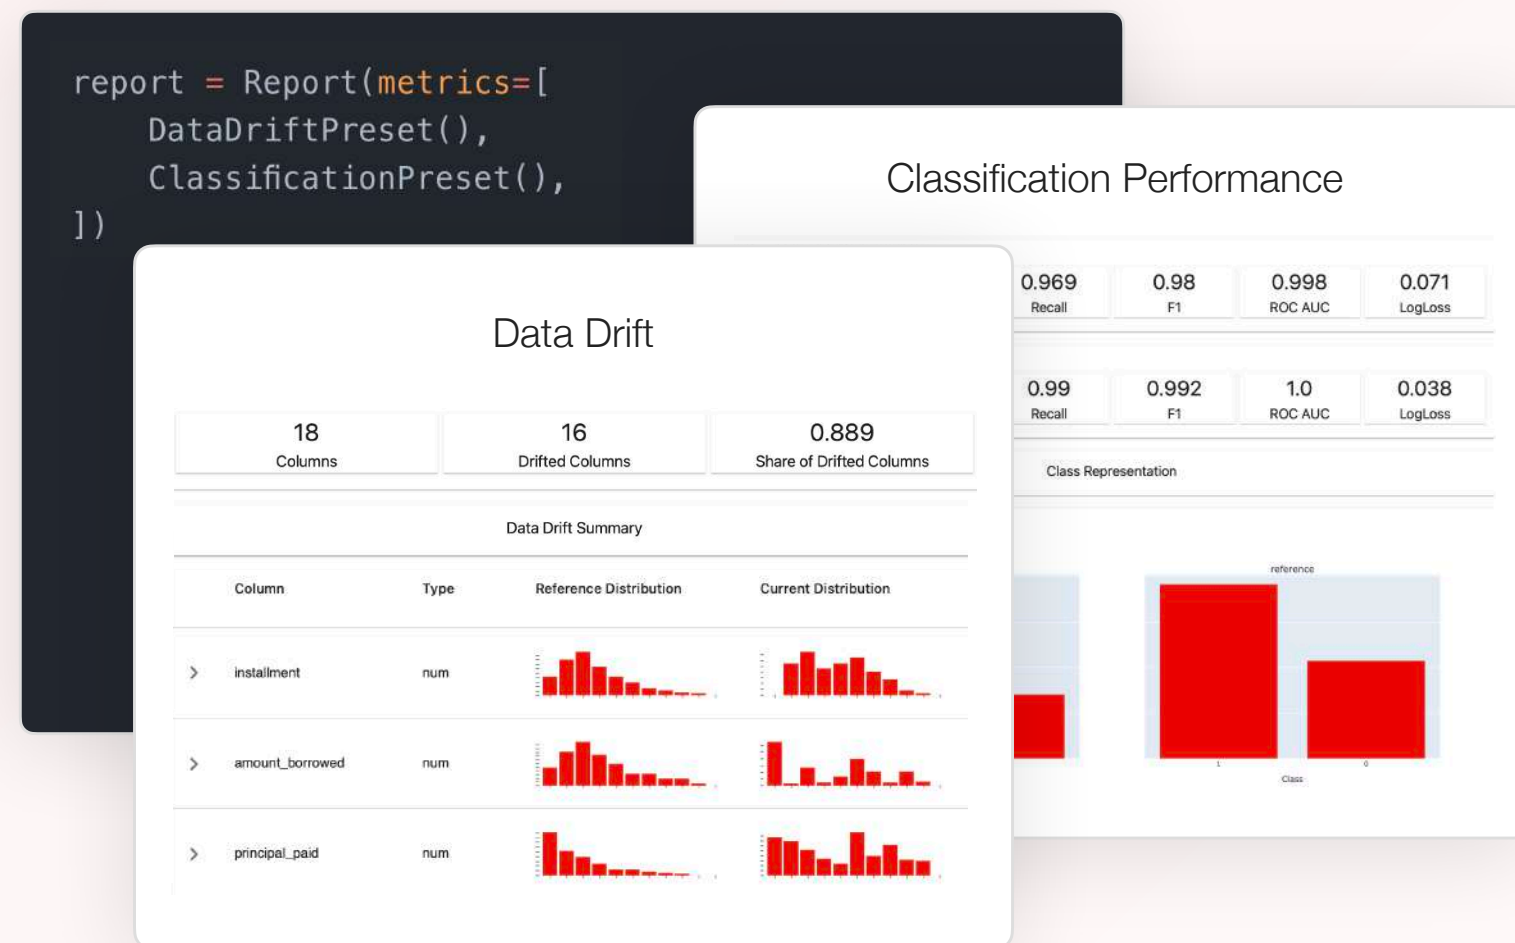 report = Report(metrics=[
DataDriftPreset(),
ClassificationPreset(),
])
Classification Performance
0.969 0.98 0.998 0.071
Recall F1 ROC AUC LogLoss
0.99 0.992 1.0 0.038
Recall F1 ROC AUC LogLoss
Class Representation
reference
1 0
Class
Data Drift
18 16 0.889
Columns Drifted Columns Share of Drifted Columns
Data Drift Summary
Column Type Reference Distribution Current Distribution
installment num
amount_borrowed num
principal_paid num